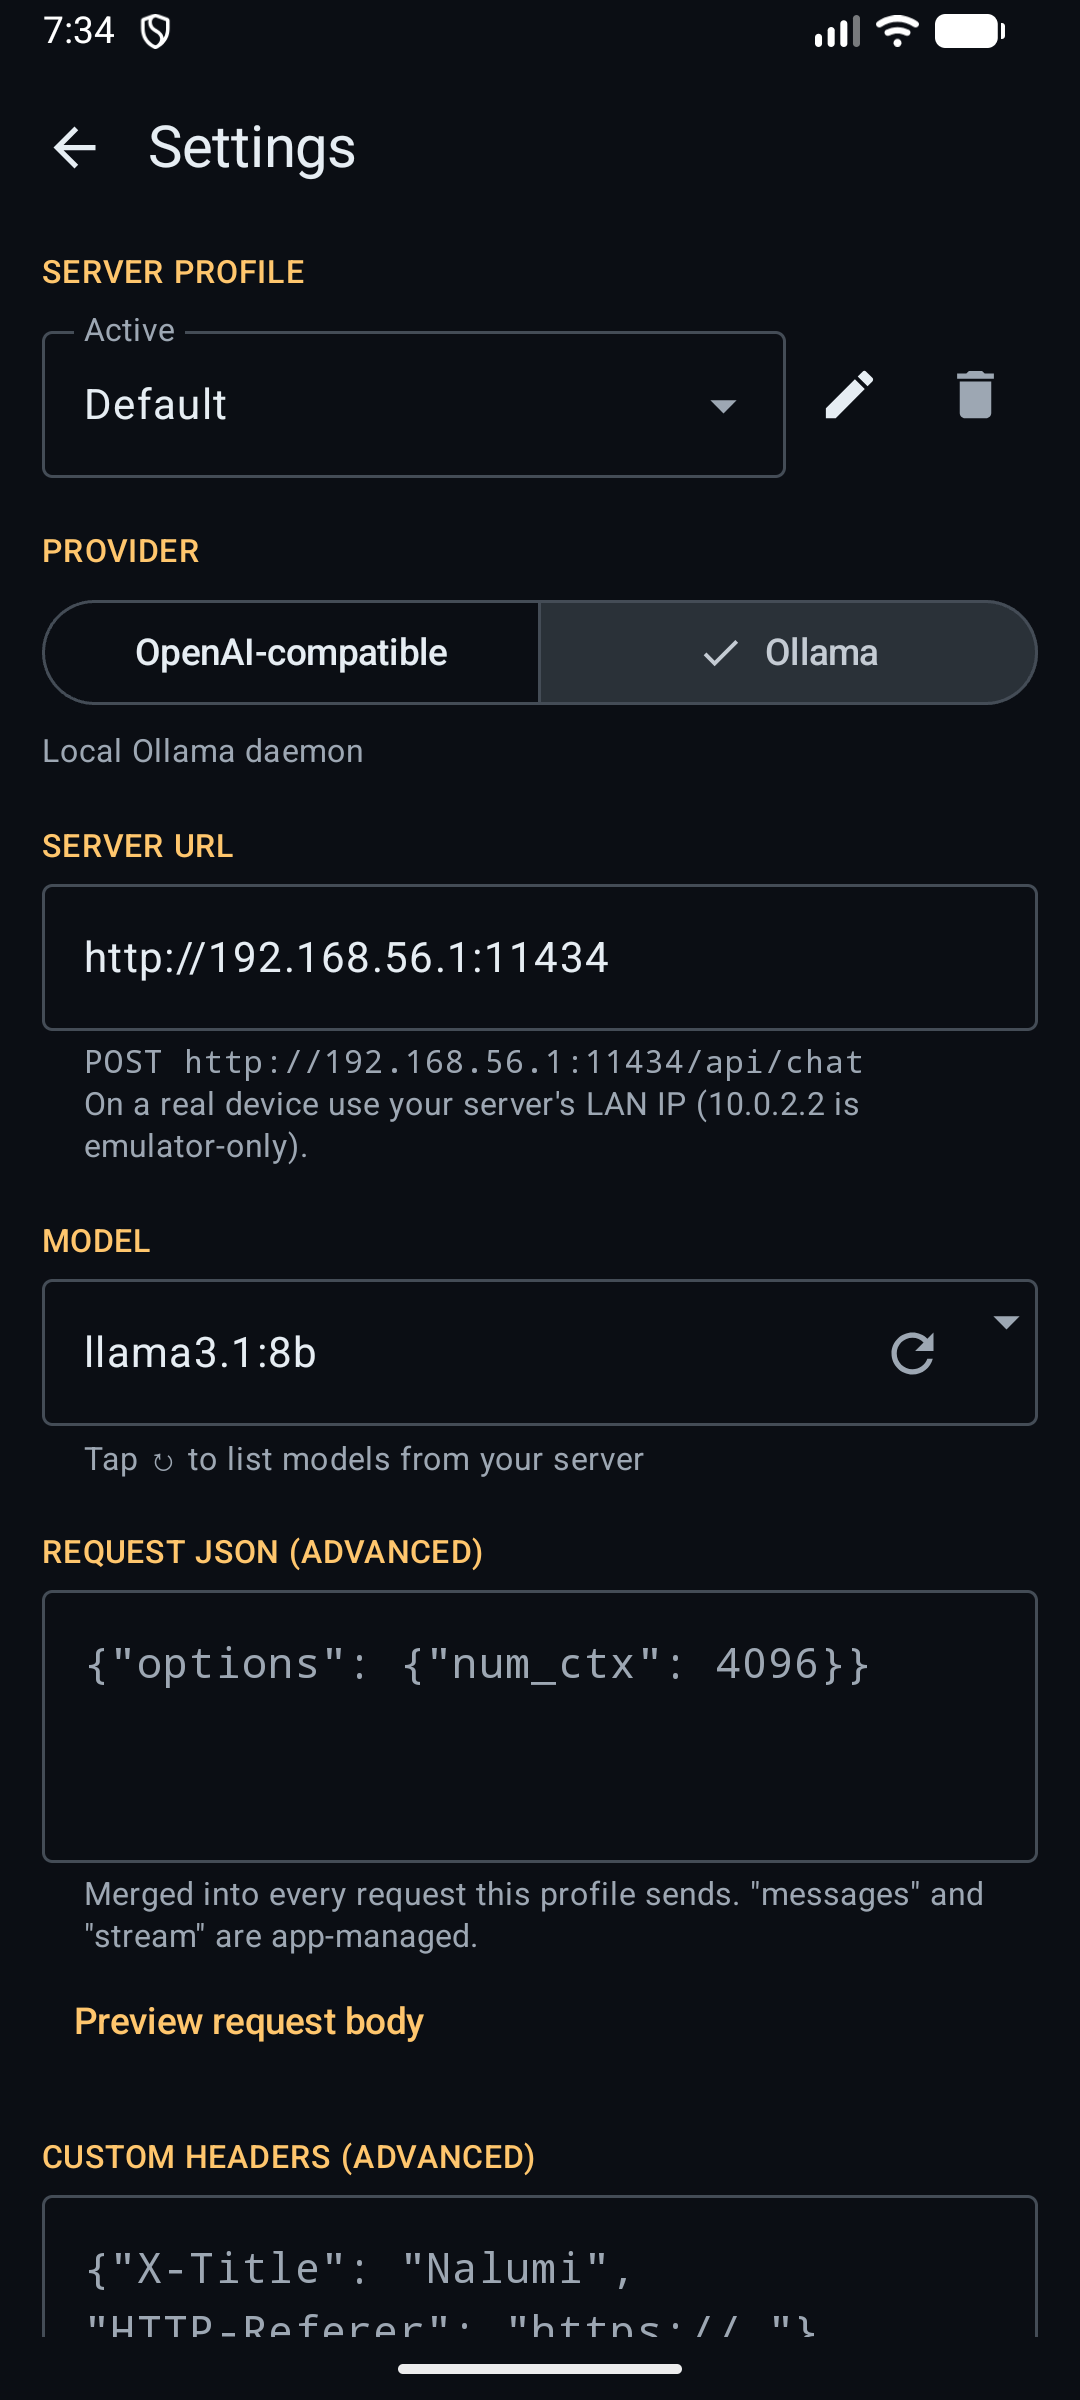 7:34
Settings
SERVER PROFILE
Active
Default
PROVIDER
OpenAI-compatible
Ollama
Local Ollama daemon
SERVER URL
http://192.168.56.1:11434
POST http://192.168.56.1:11434/api/chat
On a real device use your server's LAN IP (10.0.2.2 is
emulator-only).
MODEL
llama3.1:8b
Tap ↻ to list models from your server
REQUEST JSON (ADVANCED)
{"options": {"num_ctx": 4096}}
Merged into every request this profile sends. "messages" and
"stream" are app-managed.
Preview request body
CUSTOM HEADERS (ADVANCED)
{"X-Title": "Nalumi",
"HTTP-Referer": "https://